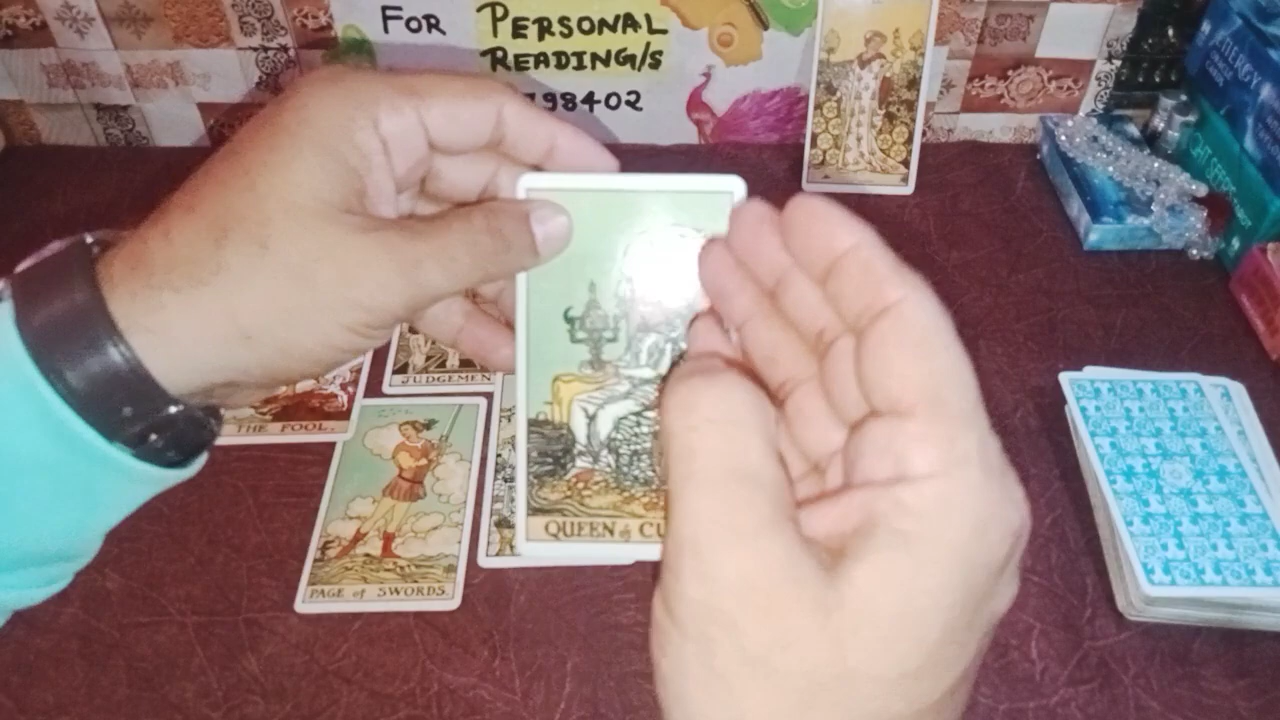 FOR PERSONAL
READING/S
98402
JUDGEMEN
THE FOOL.
QUEEN of CU
PAGE of SWORDS.